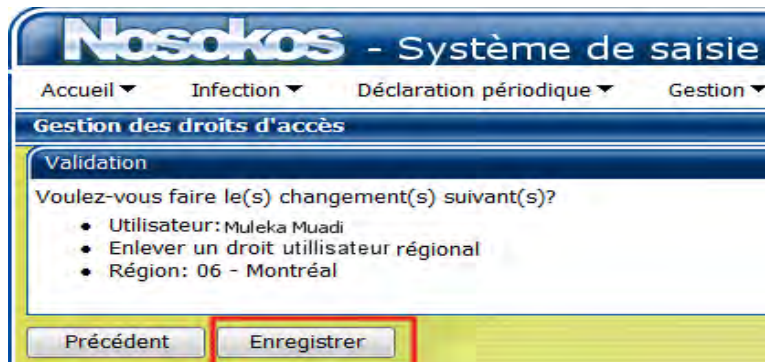 Nosokos - Système de saisie
Accueil Infection Déclaration périodique Gestion
Gestion des droits d'accès
Validation
Voulez-vous faire le(s) changement(s) suivant(s)?
• Utilisateur: Muleka Muadi
• Enlever un droit utillisateur régional
• Région: 06 - Montréal
Précédent Enregistrer